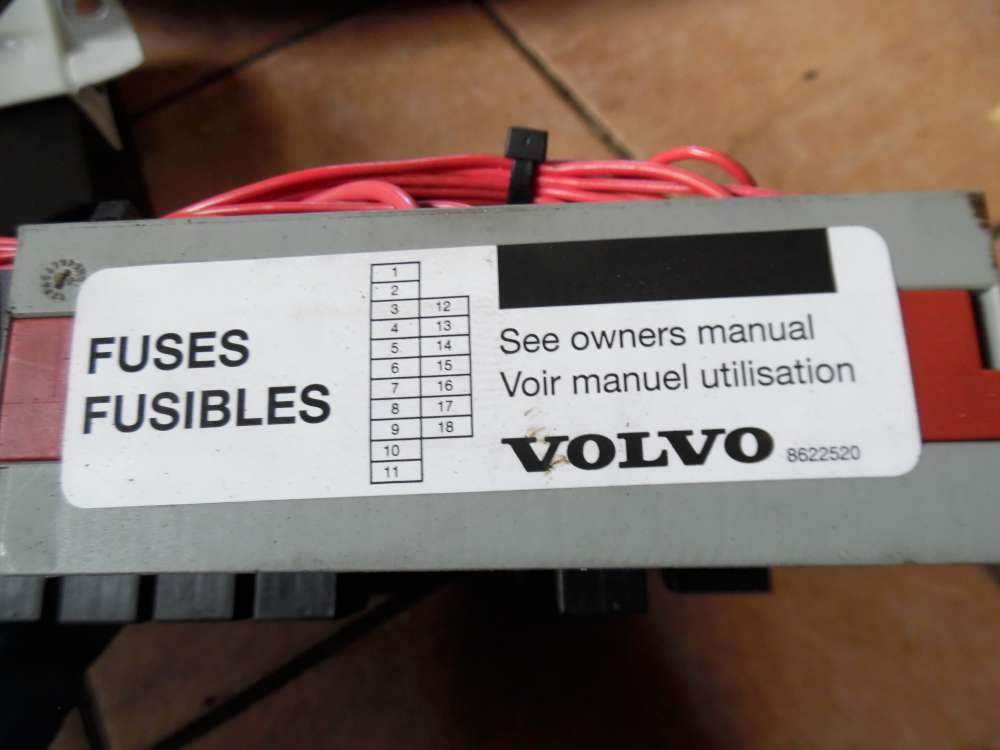 FUSES
FUSIBLES
1
2
3 12
4 13
5 14
6 15
7 16
8 17
9 18
10
11
See owners manual
Voir manuel utilisation
VOLVO 8622520